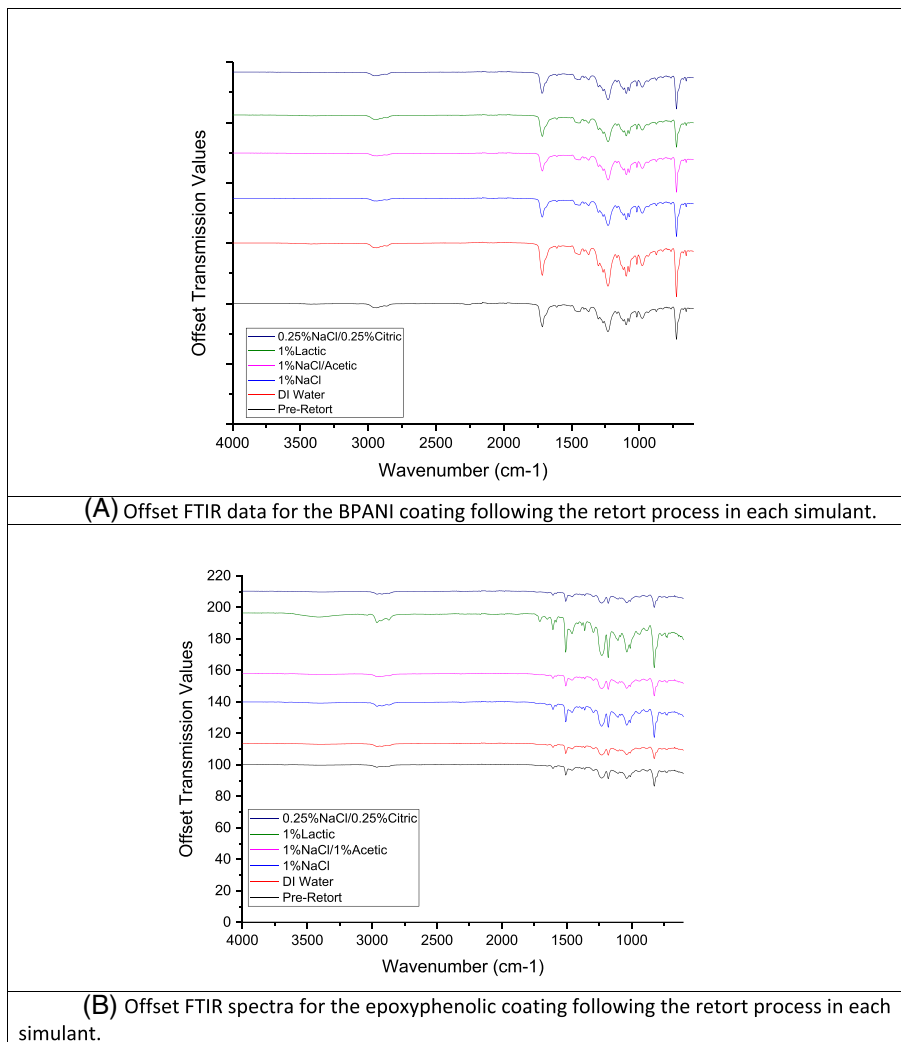 Offset Transmission Values
0.25%NaCl/0.25%Citric
1%Lactic
1%NaCl/Acetic
1%NaCl
DI Water
Pre-Retort
4000 3500 3000 2500 2000 1500 1000
Wavenumber (cm-1)
(A) Offset FTIR data for the BPANI coating following the retort process in each simulant.
220
200
180
160
140
120
100
80
60
40
20
0
Offset Transmission Values
0.25%NaCl/0.25%Citric
1%Lactic
1%NaCl/1%Acetic
1%NaCl
DI Water
Pre-Retort
4000 3500 3000 2500 2000 1500 1000
Wavenumber (cm-1)
(B) Offset FTIR spectra for the epoxyphenolic coating following the retort process in each
simulant.